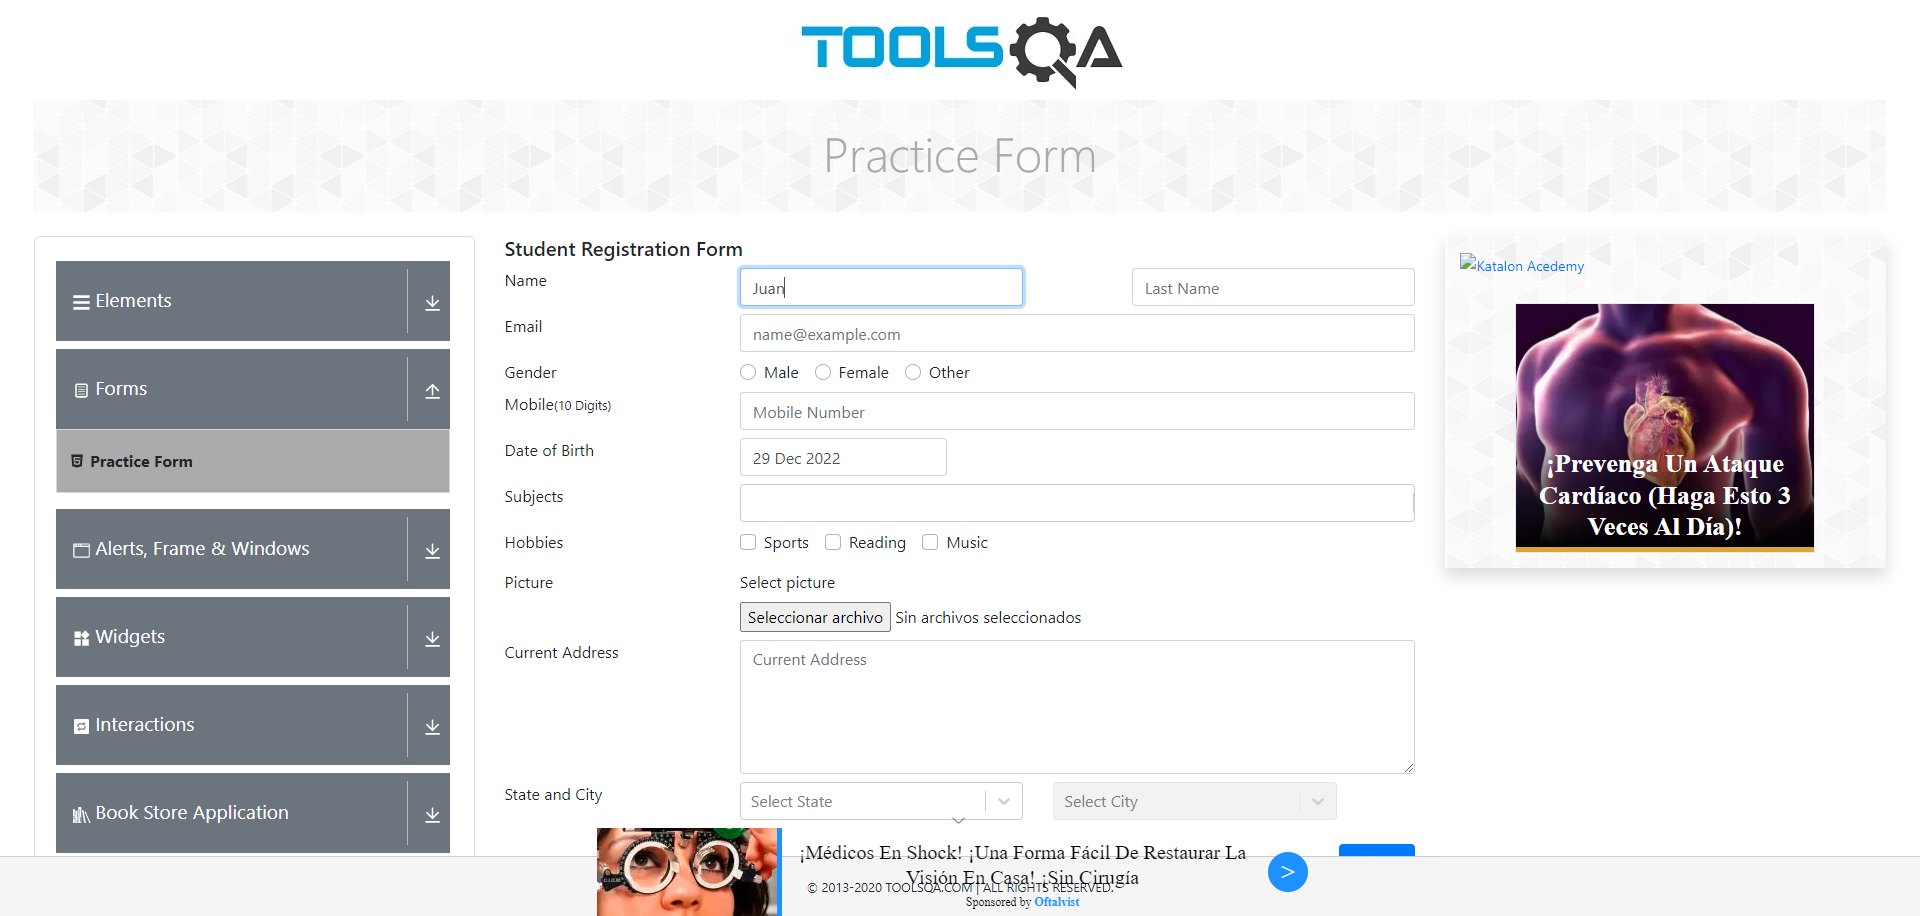 TOOLSQA
Practice Form
Elements
Forms
Practice Form
Alerts, Frame & Windows
Widgets
Interactions
Book Store Application
Student Registration Form
Name
Juan
Last Name
Email
name@example.com
Gender
Male
Female
Other
Mobile(10 Digits)
Mobile Number
Date of Birth
29 Dec 2022
Subjects
Hobbies
Sports
Reading
Music
Picture
Select picture
Seleccionar archivo Sin archivos seleccionados
Current Address
Current Address
State and City
Select State
Select City
Katalon Acedemy
¡Prevenga Un Ataque
Cardíaco (Haga Esto 3
Veces Al Día)!
¡Médicos En Shock! ¡Una Forma Fácil De Restaurar La
Visión En Casa! ¡Sin Cirugía
© 2013-2020 TOOLSQA.COM | ALL RIGHTS RESERVED.
Sponsored by Oftalvist